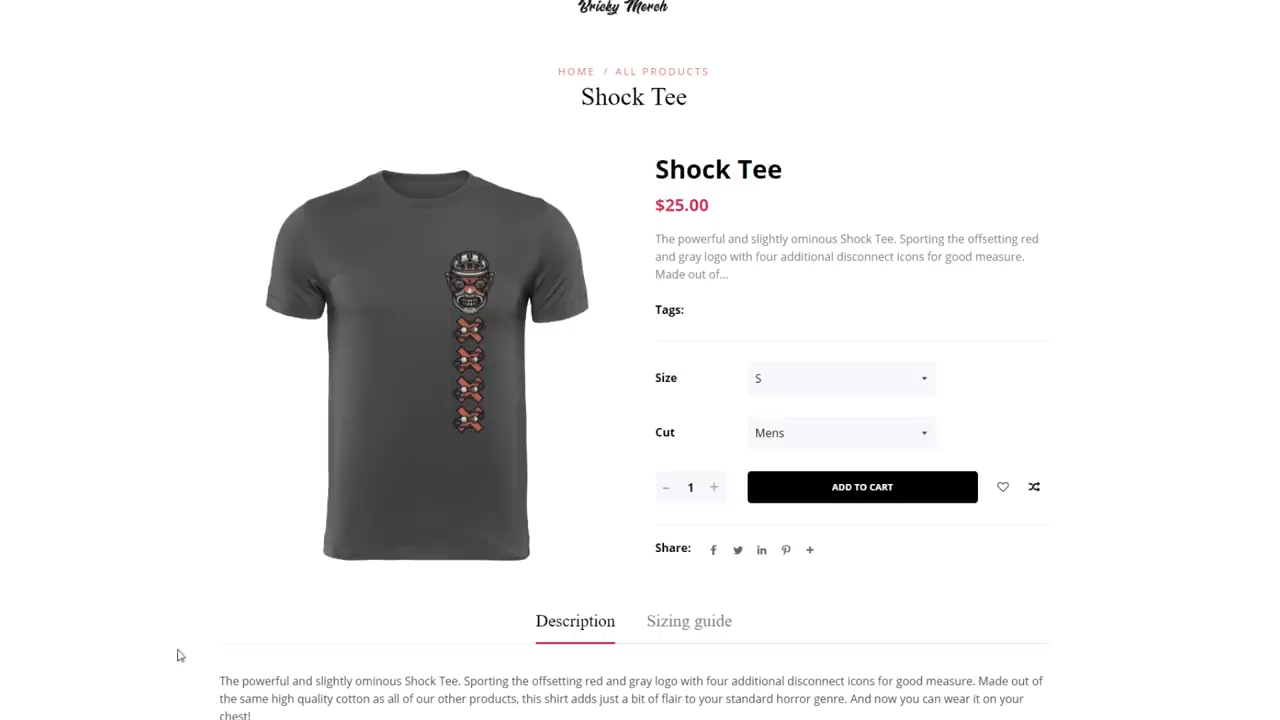 Bricky Merch
HOME / ALL PRODUCTS
Shock Tee
Shock Tee
$25.00
The powerful and slightly ominous Shock Tee. Sporting the offsetting red
and gray logo with four additional disconnect icons for good measure.
Made out of...
Tags:
Size S
Cut Mens
− 1 + ADD TO CART
Share:
Description Sizing guide
The powerful and slightly ominous Shock Tee. Sporting the offsetting red and gray logo with four additional disconnect icons for good measure. Made out of
the same high quality cotton as all of our other products, this shirt adds just a bit of flair to your standard horror genre. And now you can wear it on your
chest!